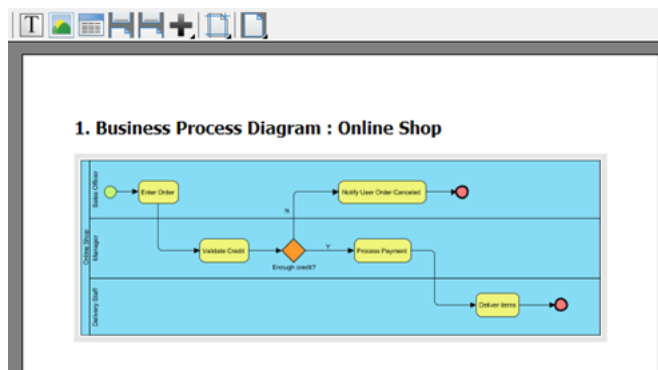 T
1. Business Process Diagram : Online Shop
Online Shop
Sales Officer
Enter Order
Notify User Order Canceled
N
Manager
Validate Credit
Enough credit?
Y
Process Payment
Delivery Staff
Deliver Items